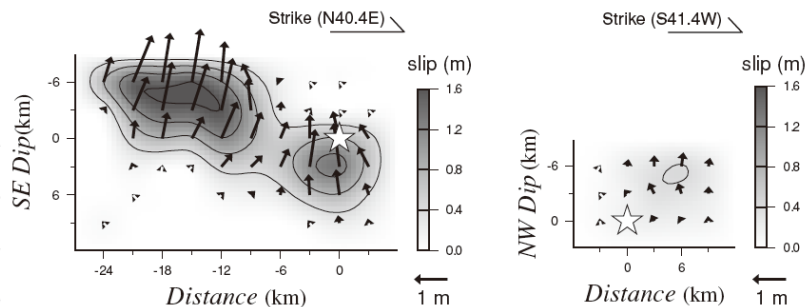 Strike (N40.4E)
slip (m)
SE Dip(km)
-6
0
6
-24
-18
-12
-6
0
Distance (km)
1.6
1.2
0.8
0.4
0.0
1 m
Strike (S41.4W)
slip (m)
NW Dip (km)
-6
0
0
6
Distance (km)
1.6
1.2
0.8
0.4
0.0
1 m